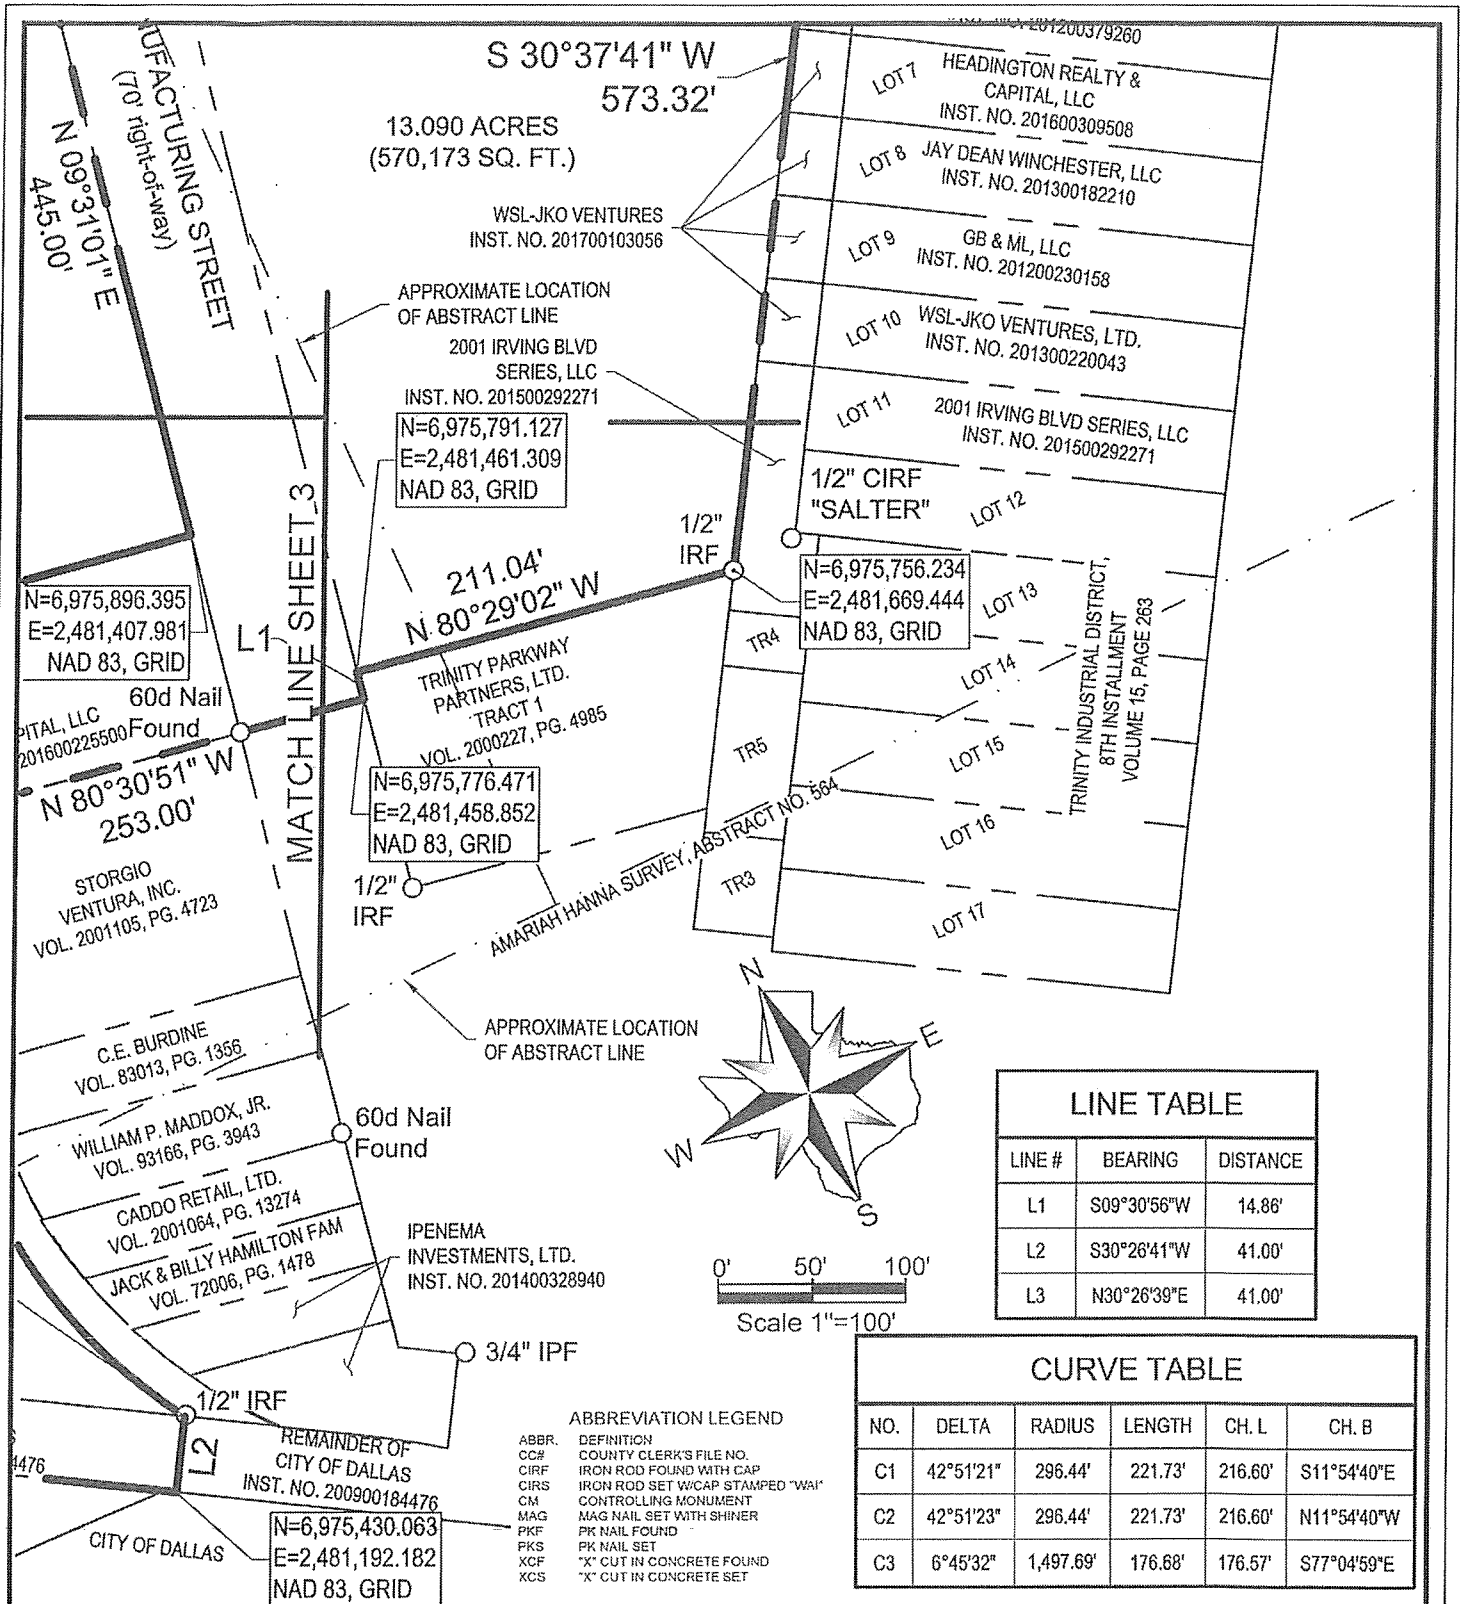 INST. NO. 201200379260
S 30°37'41" W
573.32'
13.090 ACRES
(570,173 SQ. FT.)
UFACTURING STREET
(70' right-of-way)
N 09°31'01" E
445.00'
LOT 7
HEADINGTON REALTY &
CAPITAL, LLC
INST. NO. 201600309508
LOT 8
JAY DEAN WINCHESTER, LLC
INST. NO. 201300182210
WSL-JKO VENTURES
INST. NO. 201700103056
LOT 9
GB & ML, LLC
INST. NO. 201200230158
APPROXIMATE LOCATION
OF ABSTRACT LINE
LOT 10
WSL-JKO VENTURES, LTD.
INST. NO. 201300220043
2001 IRVING BLVD
SERIES, LLC
INST. NO. 201500292271
LOT 11
2001 IRVING BLVD SERIES, LLC
INST. NO. 201500292271
N=6,975,791.127
E=2,481,461.309
NAD 83, GRID
1/2" CIRF
"SALTER"
LOT 12
1/2"
IRF
MATCH LINE SHEET 3
211.04'
N 80°29'02" W
N=6,975,756.234
E=2,481,669.444
NAD 83, GRID
LOT 13
TRINITY INDUSTRIAL DISTRICT,
8TH INSTALLMENT
VOLUME 15, PAGE 263
N=6,975,896.395
E=2,481,407.981
NAD 83, GRID
L1
TR4
LOT 14
TRINITY PARKWAY
PARTNERS, LTD.
TRACT 1
VOL. 2000227, PG. 4985
60d Nail
Found
PITAL, LLC
201600225500
N 80°30'51" W
253.00'
TR5
LOT 15
N=6,975,776.471
E=2,481,458.852
NAD 83, GRID
AMARIAH HANNA SURVEY, ABSTRACT NO. 564
LOT 16
STORGIO
VENTURA, INC.
VOL. 2001105, PG. 4723
1/2"
IRF
TR3
LOT 17
APPROXIMATE LOCATION
OF ABSTRACT LINE
N
E
W
S
C.E. BURDINE
VOL. 83013, PG. 1356
WILLIAM P. MADDOX, JR.
VOL. 93166, PG. 3943
60d Nail
Found
CADDO RETAIL, LTD.
VOL. 2001064, PG. 13274
JACK & BILLY HAMILTON FAM
VOL. 72006, PG. 1478
IPENEMA
INVESTMENTS, LTD.
INST. NO. 201400328940
0' 50' 100'
Scale 1"=100'
LINE TABLE
LINE # BEARING DISTANCE
L1 S09°30'56"W 14.86'
L2 S30°26'41"W 41.00'
L3 N30°26'39"E 41.00'
3/4" IPF
1/2" IRF
L2
REMAINDER OF
CITY OF DALLAS
INST. NO. 200900184476
4476
CITY OF DALLAS
N=6,975,430.063
E=2,481,192.182
NAD 83, GRID
ABBREVIATION LEGEND
ABBR. DEFINITION
CC# COUNTY CLERK'S FILE NO.
CIRF IRON ROD FOUND WITH CAP
CIRS IRON ROD SET W/CAP STAMPED "WAI"
CM CONTROLLING MONUMENT
MAG MAG NAIL SET WITH SHINER
PKF PK NAIL FOUND
PKS PK NAIL SET
XCF "X" CUT IN CONCRETE FOUND
XCS "X" CUT IN CONCRETE SET
CURVE TABLE
NO. DELTA RADIUS LENGTH CH. L CH. B
C1 42°51'21" 296.44' 221.73' 216.60' S11°54'40"E
C2 42°51'23" 296.44' 221.73' 216.60' N11°54'40"W
C3 6°45'32" 1,497.69' 176.68' 176.57' S77°04'59"E